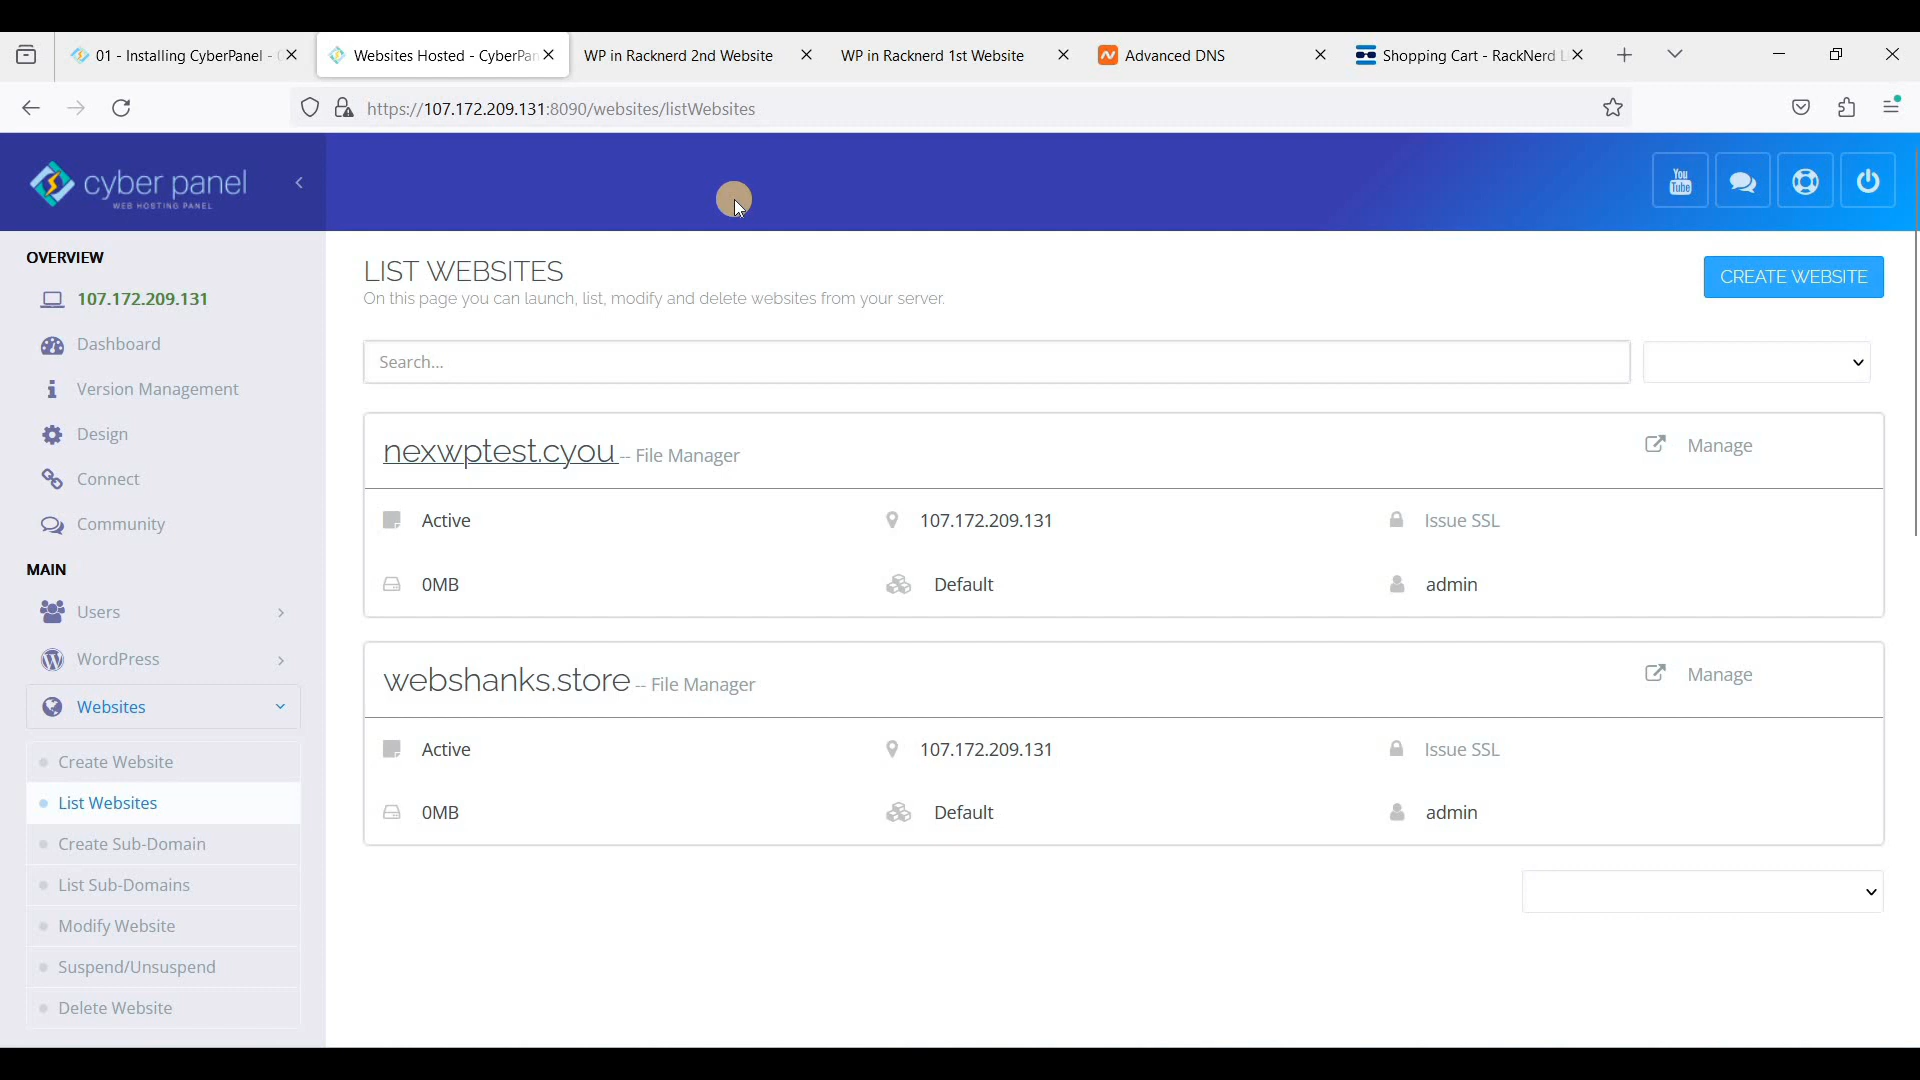 01 - Installing CyberPanel -
Websites Hosted - CyberPan
WP in Racknerd 2nd Website
WP in Racknerd 1st Website
Advanced DNS
Shopping Cart - RackNerd L
https://107.172.209.131:8090/websites/listWebsites
cyber panel
WEB HOSTING PANEL
You
Tube
OVERVIEW
107.172.209.131
Dashboard
Version Management
Design
Connect
Community
MAIN
Users
WordPress
Websites
Create Website
List Websites
Create Sub-Domain
List Sub-Domains
Modify Website
Suspend/Unsuspend
Delete Website
LIST WEBSITES
On this page you can launch, list, modify and delete websites from your server.
CREATE WEBSITE
Search...
nexwptest.cyou -- File Manager
Manage
Active
107.172.209.131
Issue SSL
0MB
Default
admin
webshanks.store -- File Manager
Manage
Active
107.172.209.131
Issue SSL
0MB
Default
admin